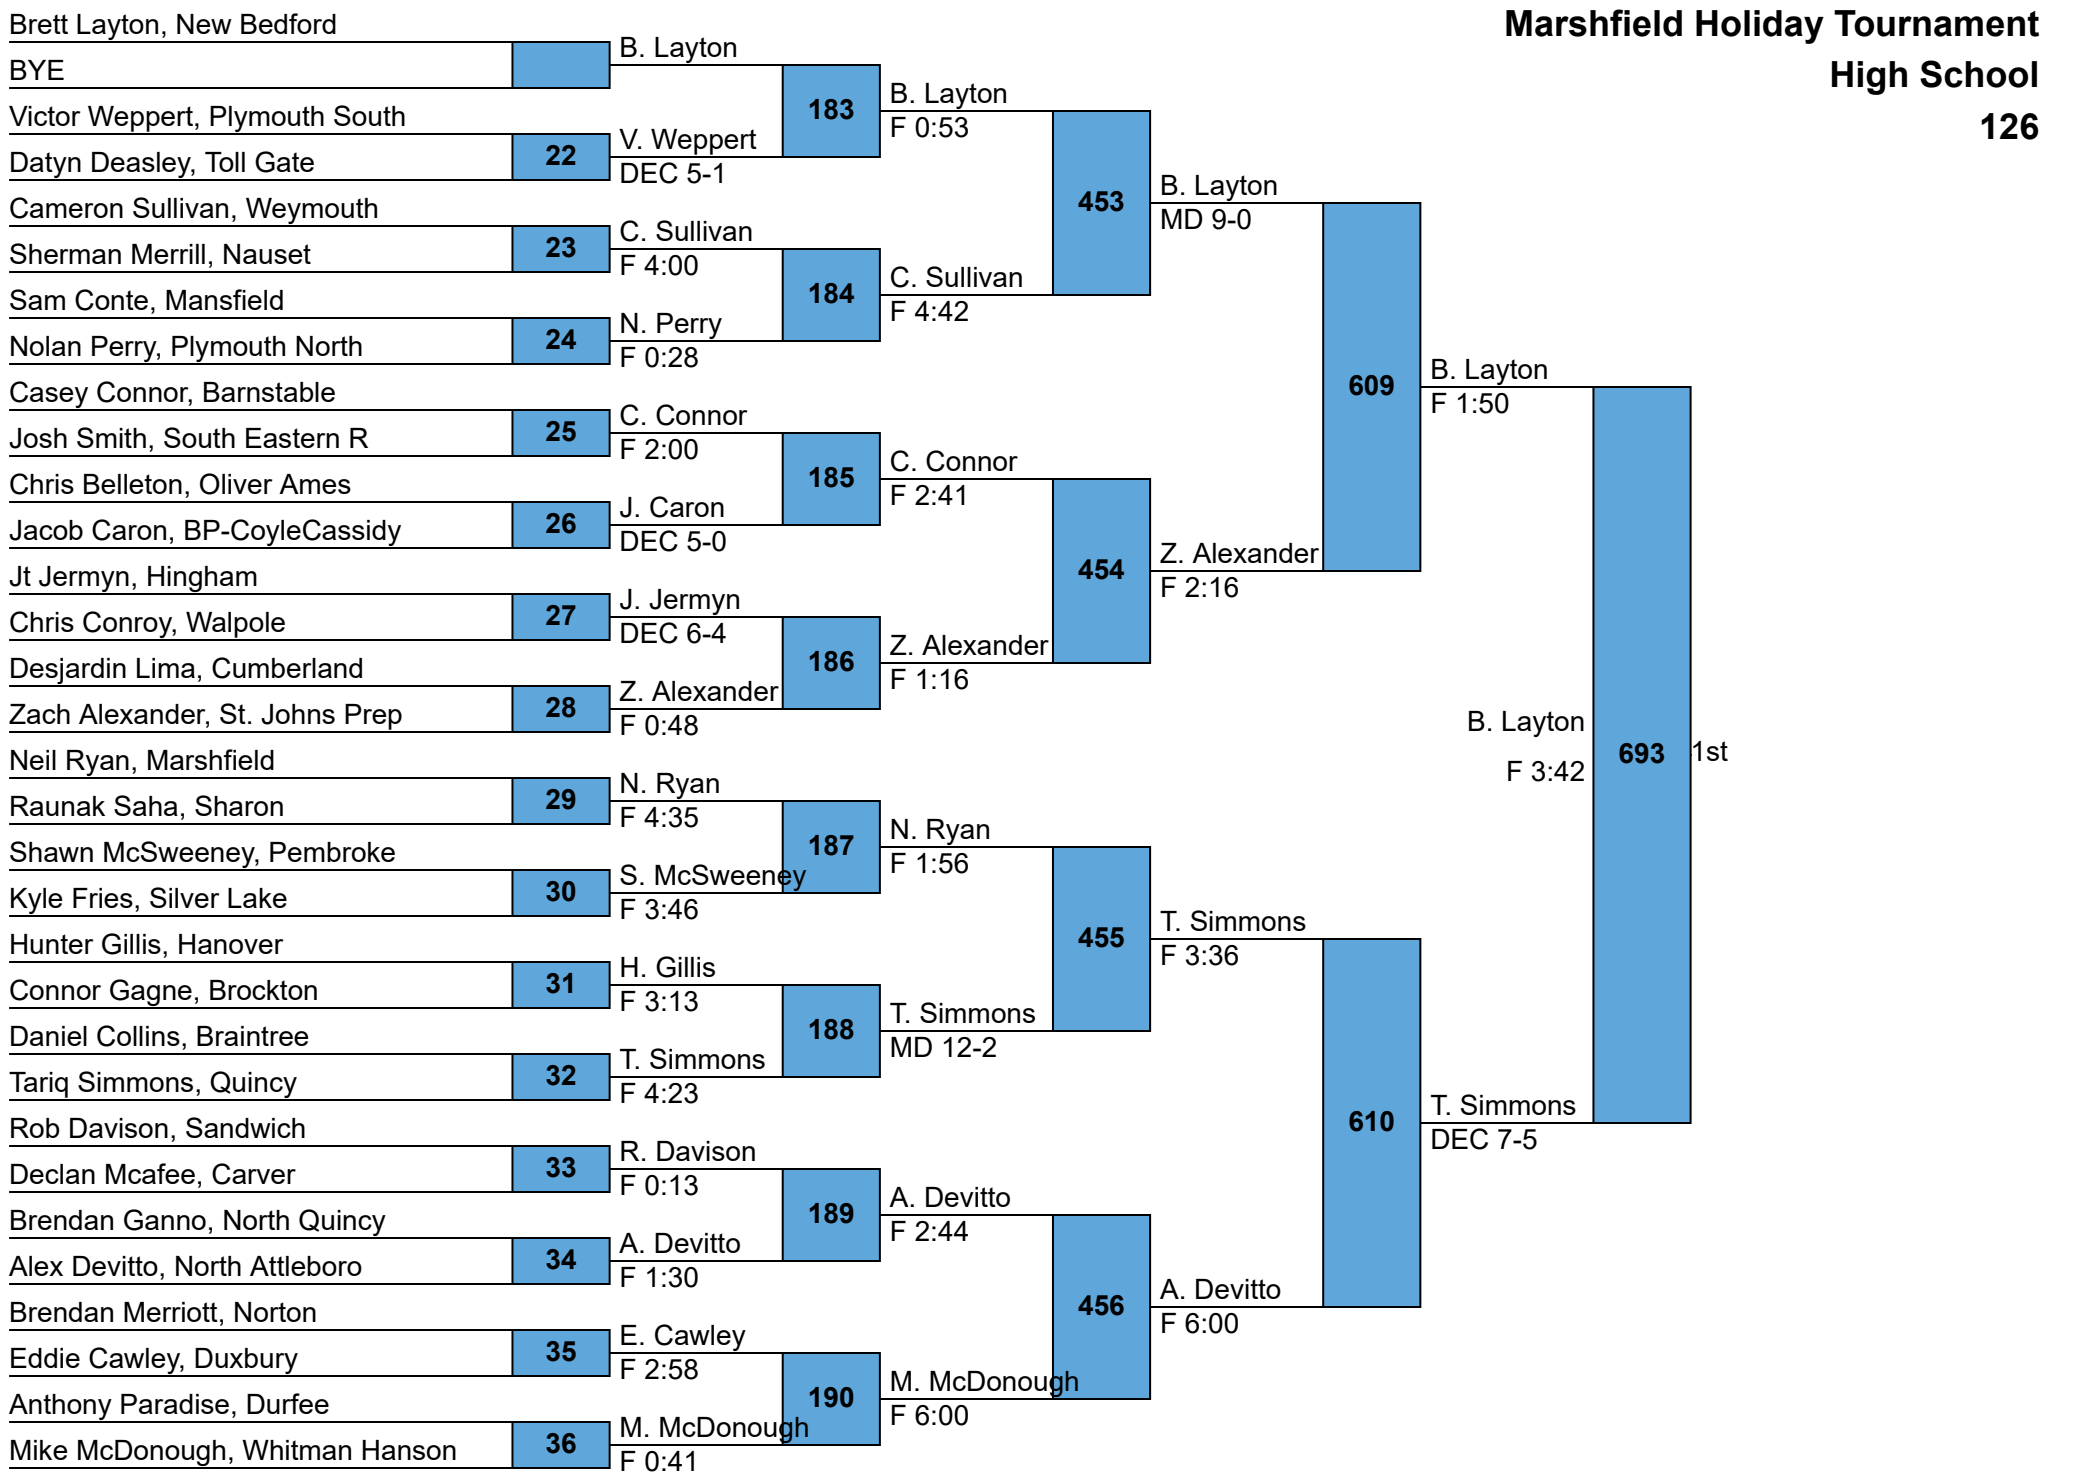 Marshfield Holiday Tournament
High School
126
Brett Layton, New Bedford
BYE
Victor Weppert, Plymouth South
22
Datyn Deasley, Toll Gate
Cameron Sullivan, Weymouth
23
Sherman Merrill, Nauset
Sam Conte, Mansfield
24
Nolan Perry, Plymouth North
Casey Connor, Barnstable
25
Josh Smith, South Eastern R
Chris Belleton, Oliver Ames
26
Jacob Caron, BP-CoyleCassidy
Jt Jermyn, Hingham
27
Chris Conroy, Walpole
Desjardin Lima, Cumberland
28
Zach Alexander, St. Johns Prep
Neil Ryan, Marshfield
29
Raunak Saha, Sharon
Shawn McSweeney, Pembroke
30
Kyle Fries, Silver Lake
Hunter Gillis, Hanover
31
Connor Gagne, Brockton
Daniel Collins, Braintree
32
Tariq Simmons, Quincy
Rob Davison, Sandwich
33
Declan Mcafee, Carver
Brendan Ganno, North Quincy
34
Alex Devitto, North Attleboro
Brendan Merriott, Norton
35
Eddie Cawley, Duxbury
Anthony Paradise, Durfee
36
Mike McDonough, Whitman Hanson
B. Layton
183
V. Weppert
DEC 5-1
C. Sullivan
F 4:00
184
N. Perry
F 0:28
C. Connor
F 2:00
185
J. Caron
DEC 5-0
J. Jermyn
DEC 6-4
186
Z. Alexander
F 0:48
N. Ryan
F 4:35
187
S. McSweeney
F 3:46
H. Gillis
F 3:13
188
T. Simmons
F 4:23
R. Davison
F 0:13
189
A. Devitto
F 1:30
E. Cawley
F 2:58
190
M. McDonough
F 0:41
B. Layton
F 0:53
453
C. Sullivan
F 4:42
C. Connor
F 2:41
454
Z. Alexander
F 1:16
N. Ryan
F 1:56
455
T. Simmons
MD 12-2
A. Devitto
F 2:44
456
M. McDonough
F 6:00
B. Layton
MD 9-0
609
Z. Alexander
F 2:16
T. Simmons
F 3:36
610
A. Devitto
F 6:00
B. Layton
F 1:50
B. Layton
F 3:42
693
1st
T. Simmons
DEC 7-5